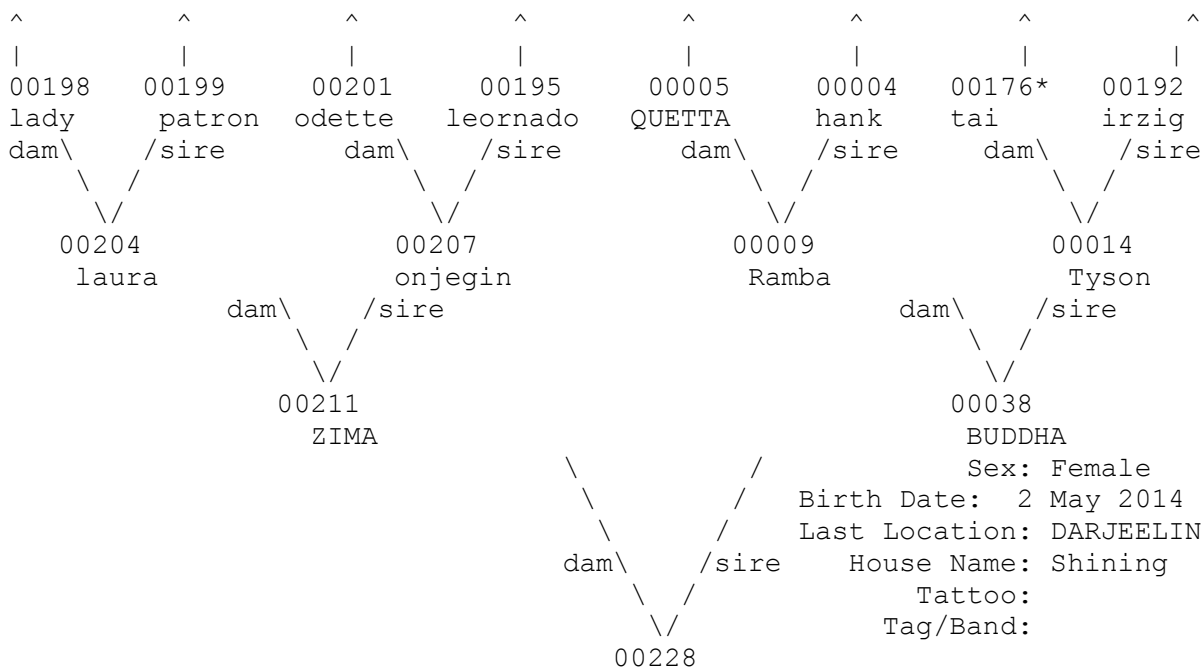 ^ ^ ^ ^ ^ ^ ^ ^
| | | | | | | |
00198 00199 00201 00195 00005 00004 00176* 00192
lady patron odette leornado QUETTA hank tai irzig
dam\ /sire dam\ /sire dam\ /sire dam\ /sire
\ / \ / \ / \ /
\/ \/ \/ \/
00204 00207 00009 00014
laura onjegin Ramba Tyson
dam\ /sire dam\ /sire
\ / \ /
\/ \/
00211 00038
ZIMA BUDDHA
\ / Sex: Female
\ / Birth Date: 2 May 2014
\ / Last Location: DARJEELIN
dam\ /sire House Name: Shining
\ / Tattoo:
\/ Tag/Band:
00228